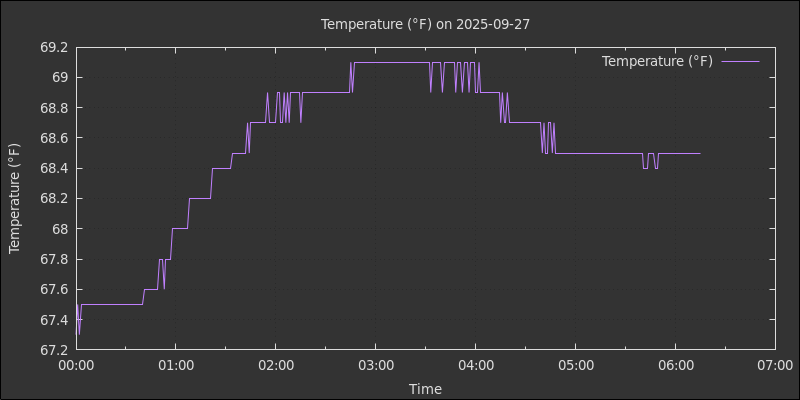 Temperature (°F) on 2025-09-27
Temperature (°F)
69.2
69
68.8
68.6
68.4
68.2
68
67.8
67.6
67.4
67.2
Temperature (°F)
00:00 01:00 02:00 03:00 04:00 05:00 06:00 07:00
Time